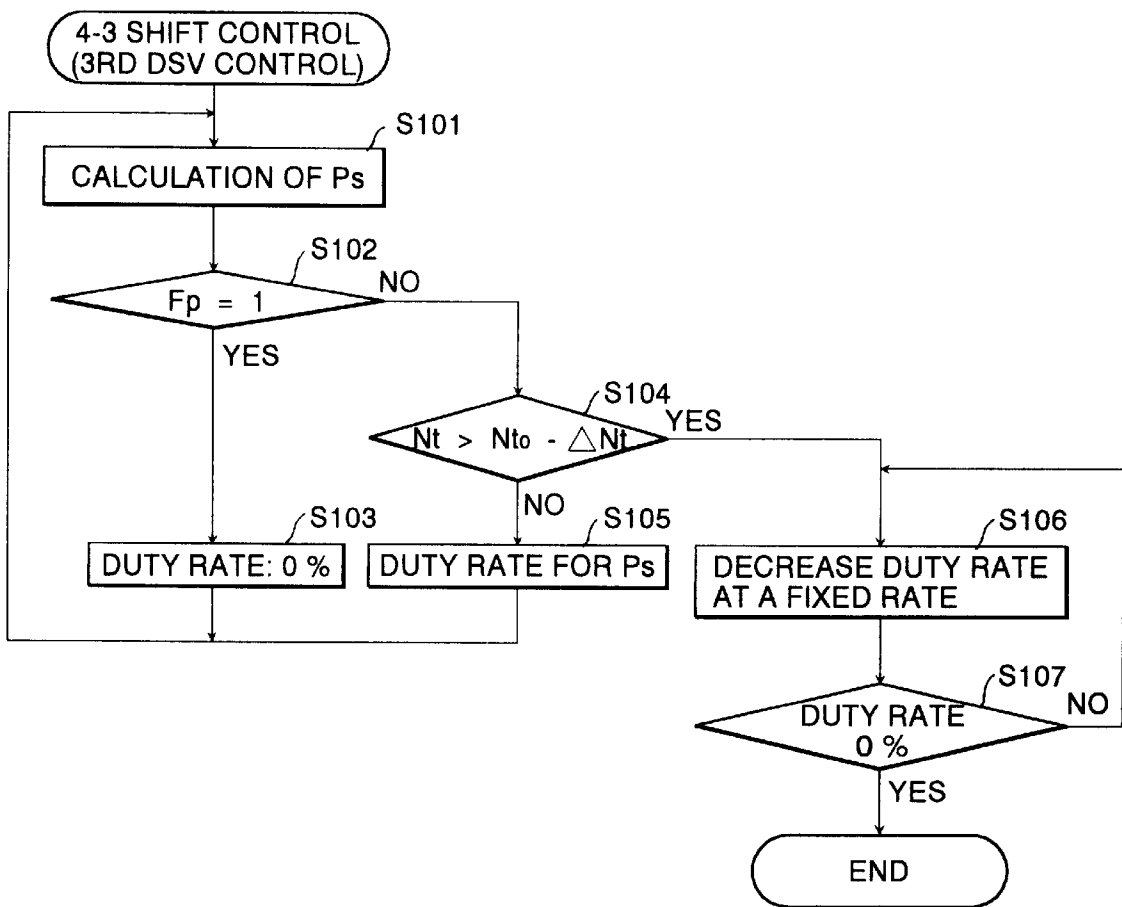 4-3 SHIFT CONTROL
(3RD DSV CONTROL)
S101
CALCULATION OF Ps
S102
Fp = 1
NO
YES
S104
Nt > Nto - △Nt
YES
NO
S103
DUTY RATE: 0 %
S105
DUTY RATE FOR Ps
S106
DECREASE DUTY RATE
AT A FIXED RATE
S107
DUTY RATE
0 %
NO
YES
END